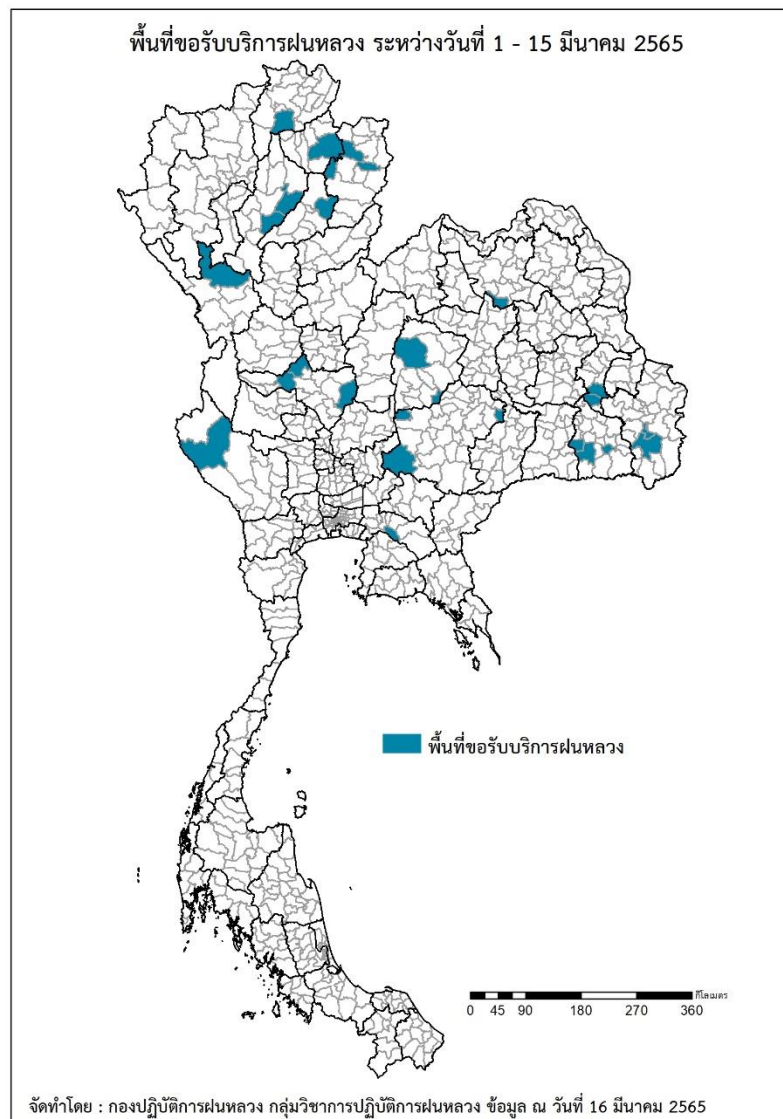 พื้นที่ขอรับบริการฝนหลวง ระหว่างวันที่ 1 - 15 มีนาคม 2565
พื้นที่ขอรับบริการฝนหลวง
กิโลเมตร
0 45 90 180 270 360
จัดทำโดย : กองปฏิบัติการฝนหลวง กลุ่มวิชาการปฏิบัติการฝนหลวง ข้อมูล ณ วันที่ 16 มีนาคม 2565